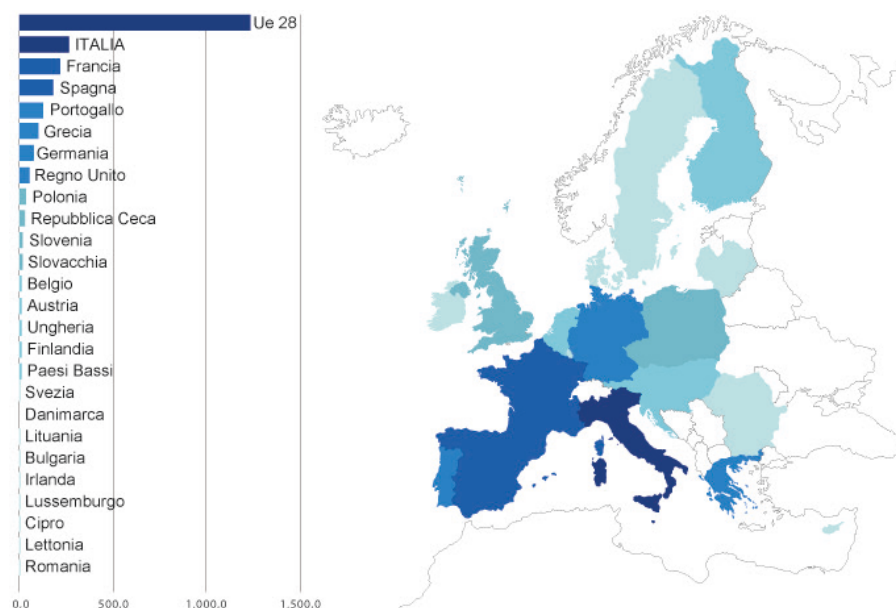 Ue 28
ITALIA
Francia
Spagna
Portogallo
Grecia
Germania
Regno Unito
Polonia
Repubblica Ceca
Slovenia
Slovacchia
Belgio
Austria
Ungheria
Finlandia
Paesi Bassi
Svezia
Danimarca
Lituania
Bulgaria
Irlanda
Lussemburgo
Cipro
Lettonia
Romania
0.0 500.0 1.000.0 1.500.0